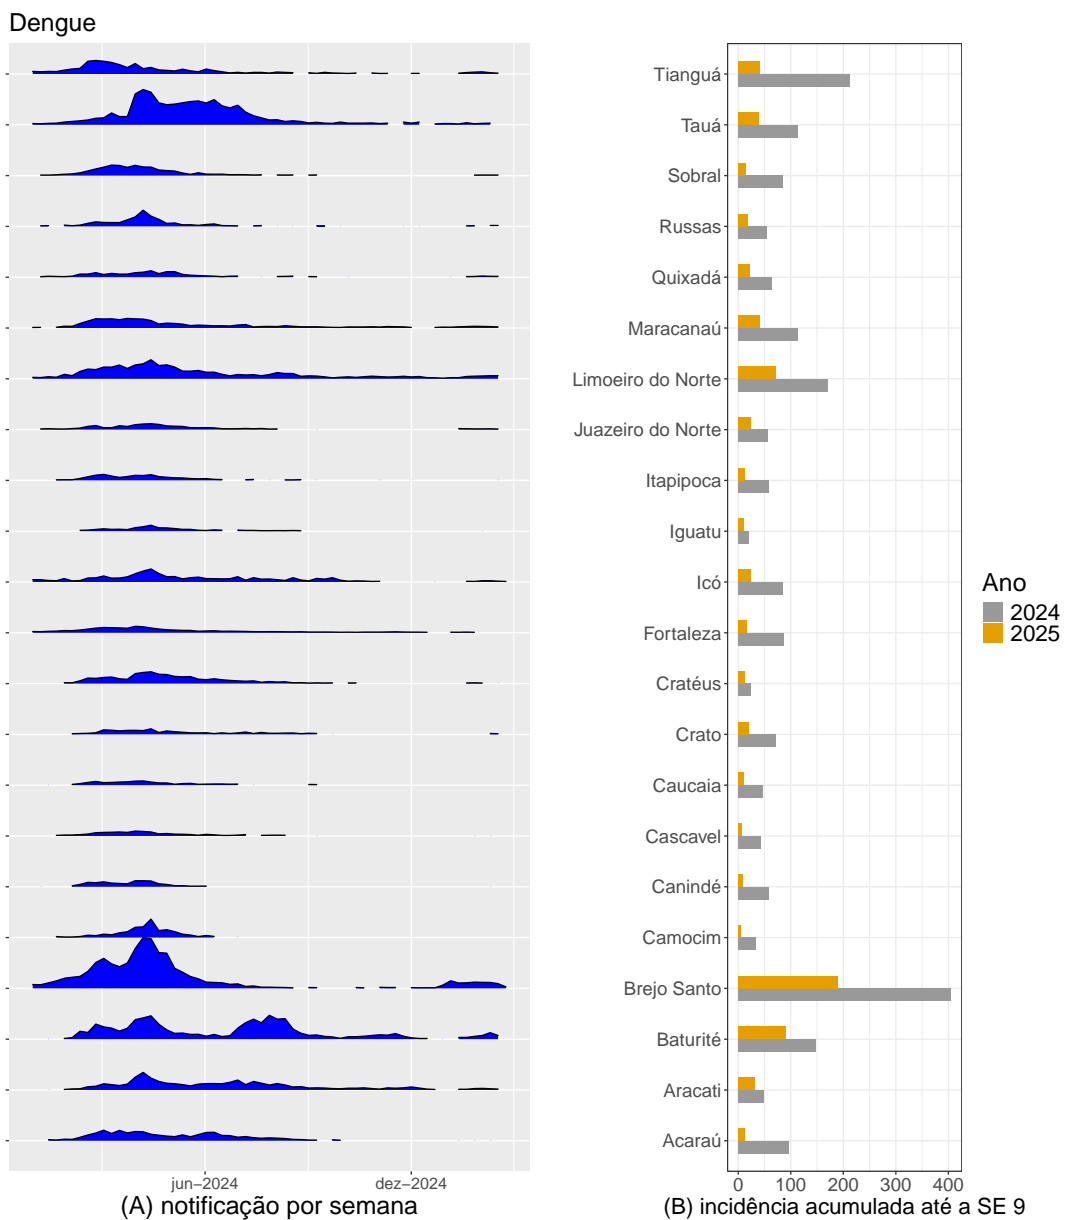 Dengue
Tianguá
Tauá
Sobral
Russas
Quixadá
Maracanaú
Limoeiro do Norte
Juazeiro do Norte
Itapipoca
Iguatu
Icó
Fortaleza
Cratéus
Crato
Caucaia
Cascavel
Canindé
Camocim
Brejo Santo
Baturité
Aracati
Acaraú
jun−2024 dez−2024
(A) notificação por semana
0 100 200 300 400
(B) incidência acumulada até a SE 9
Ano
2024
2025